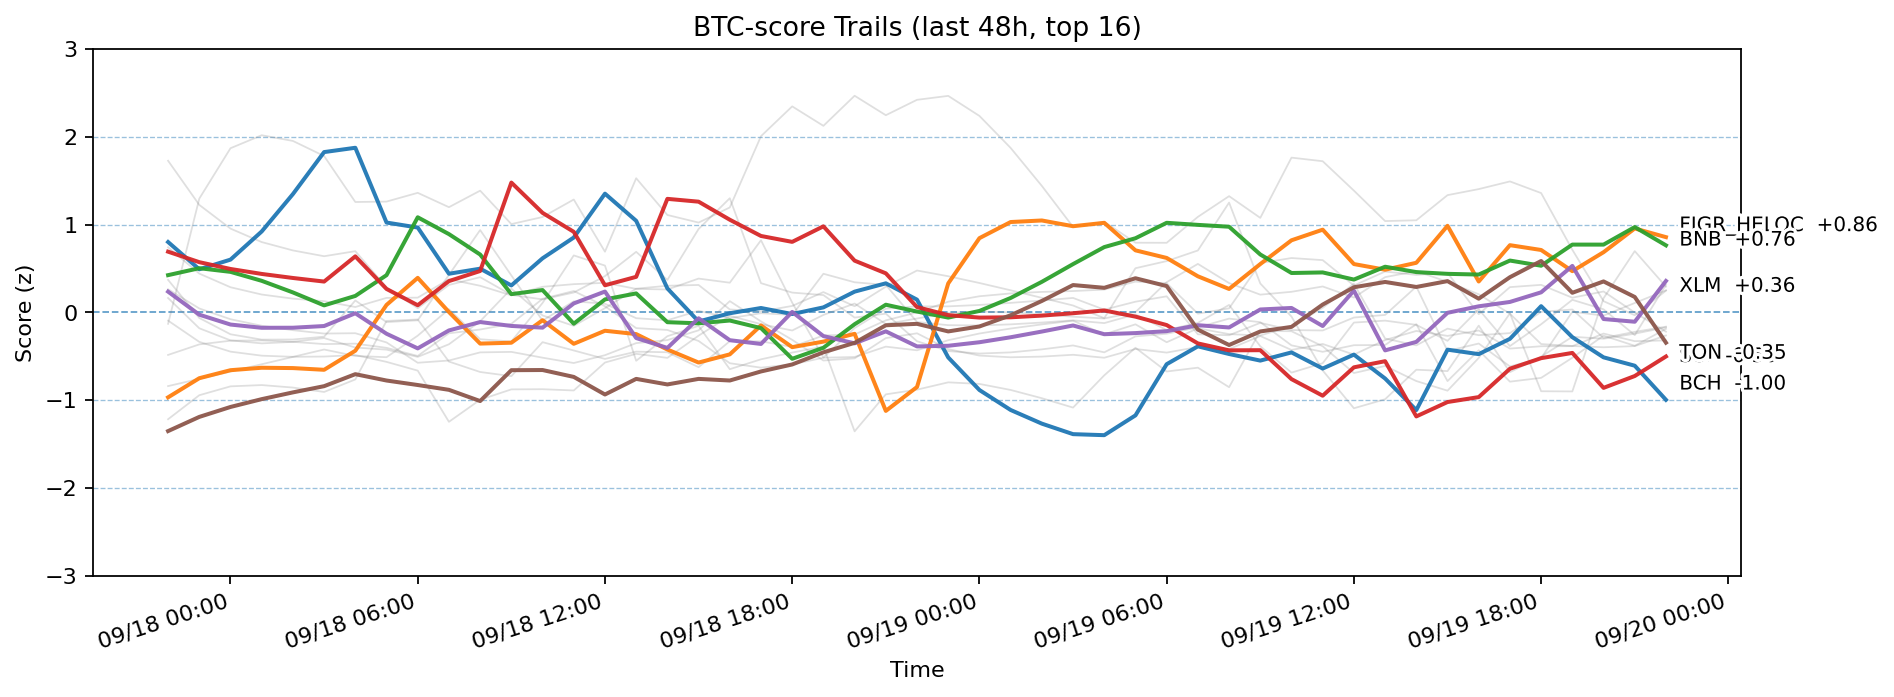 BTC-score Trails (last 48h, top 16)
3
2
1
0
−1
−2
−3
Score (z)
FIGR_HELOC +0.86
BNB +0.76
XLM +0.36
TON -0.35
BCH -1.00
09/18 00:00
09/18 06:00
09/18 12:00
09/18 18:00
09/19 00:00
09/19 06:00
09/19 12:00
09/19 18:00
09/20 00:00
Time